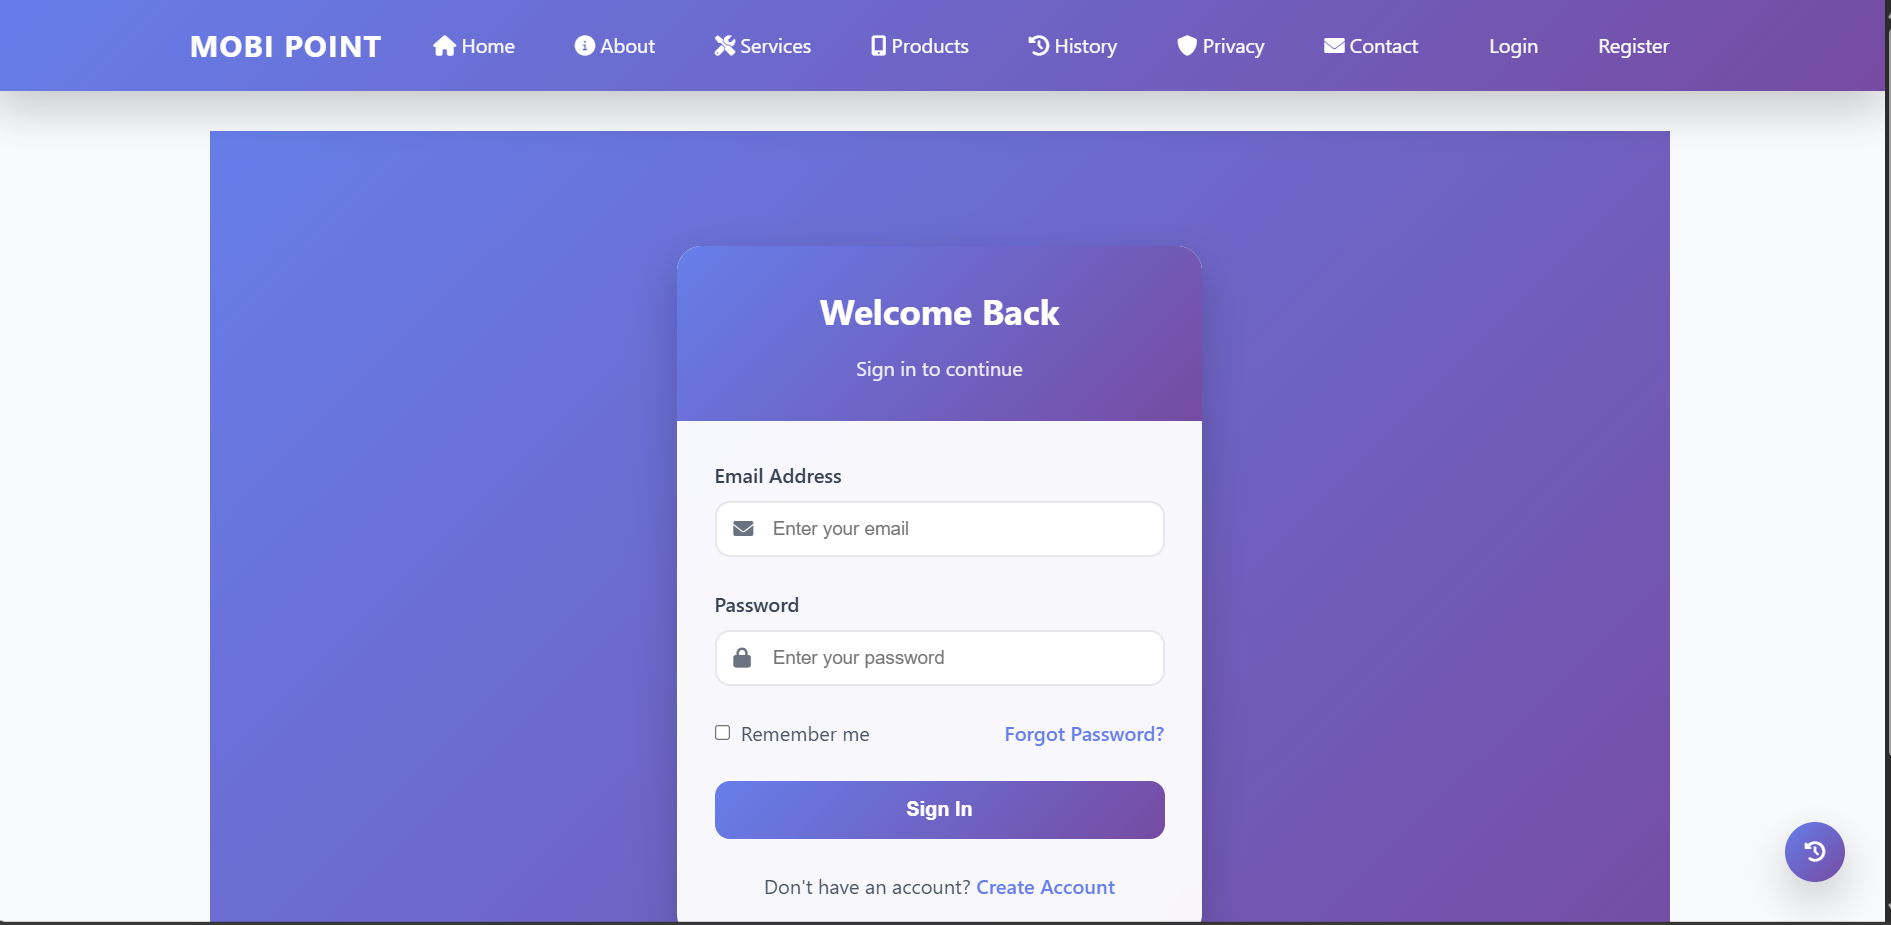 MOBI POINT Home About Services Products History Privacy Contact Login Register
Welcome Back
Sign in to continue
Email Address
Enter your email
Password
Enter your password
Remember me Forgot Password?
Sign In
Don't have an account? Create Account